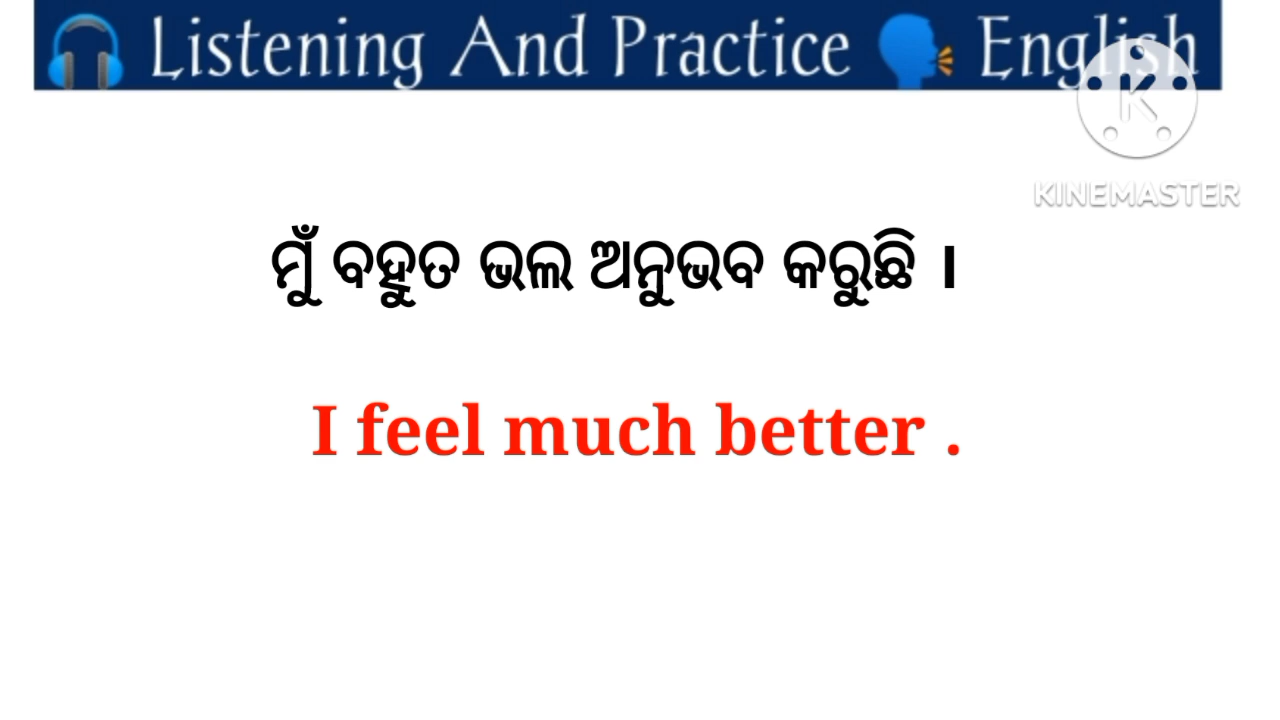 Listening And Practice English
KINEMASTER
ମୁଁ ବହୁତ ଭଲ ଅନୁଭବ କରୁଛି ।
I feel much better .